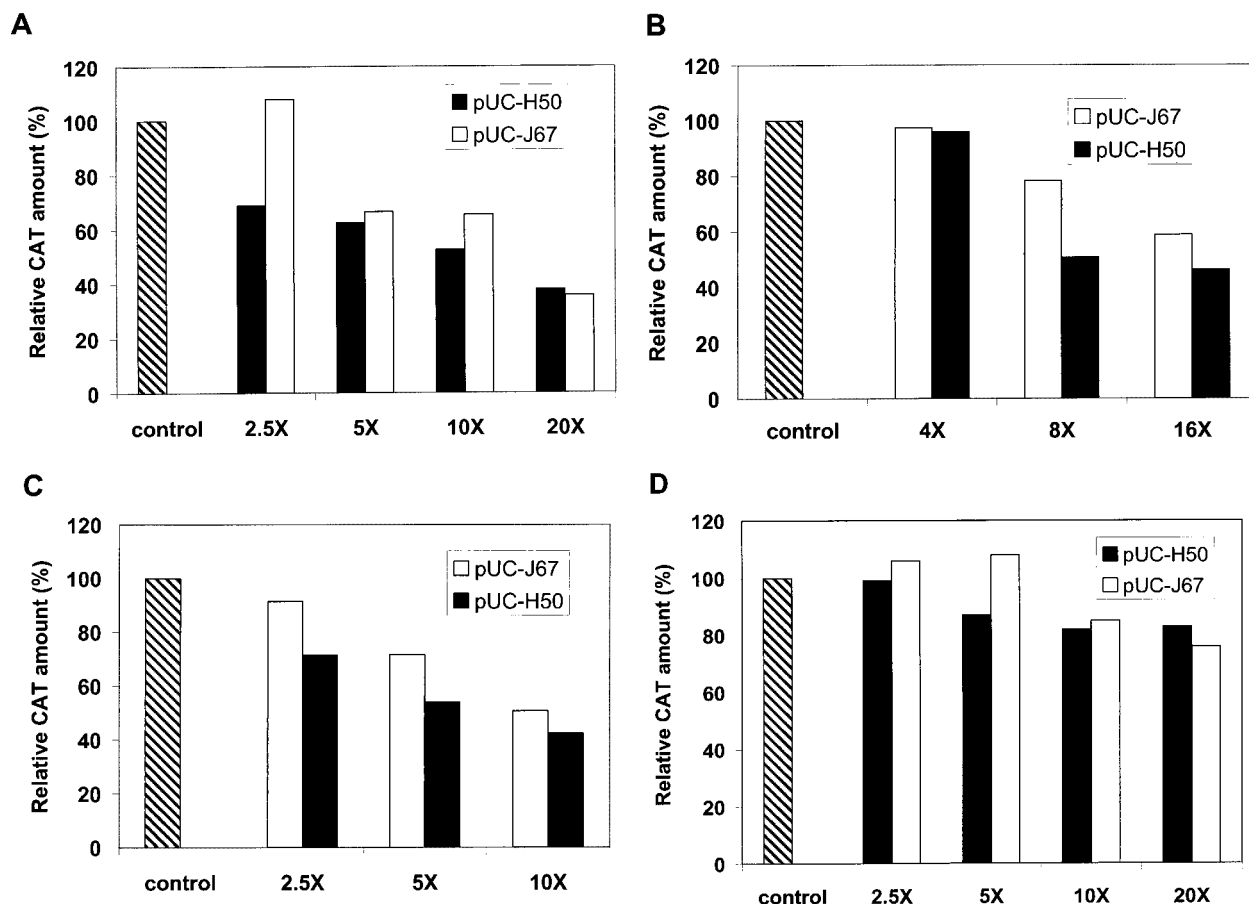 A
Relative CAT amount (%)
120
100
80
60
40
20
0
pUC-H50
pUC-J67
control 2.5X 5X 10X 20X
B
Relative CAT amount (%)
120
100
80
60
40
20
0
pUC-J67
pUC-H50
control 4X 8X 16X
C
Relative CAT amount (%)
120
100
80
60
40
20
0
pUC-J67
pUC-H50
control 2.5X 5X 10X
D
Relative CAT amount (%)
120
100
80
60
40
20
0
pUC-H50
pUC-J67
control 2.5X 5X 10X 20X